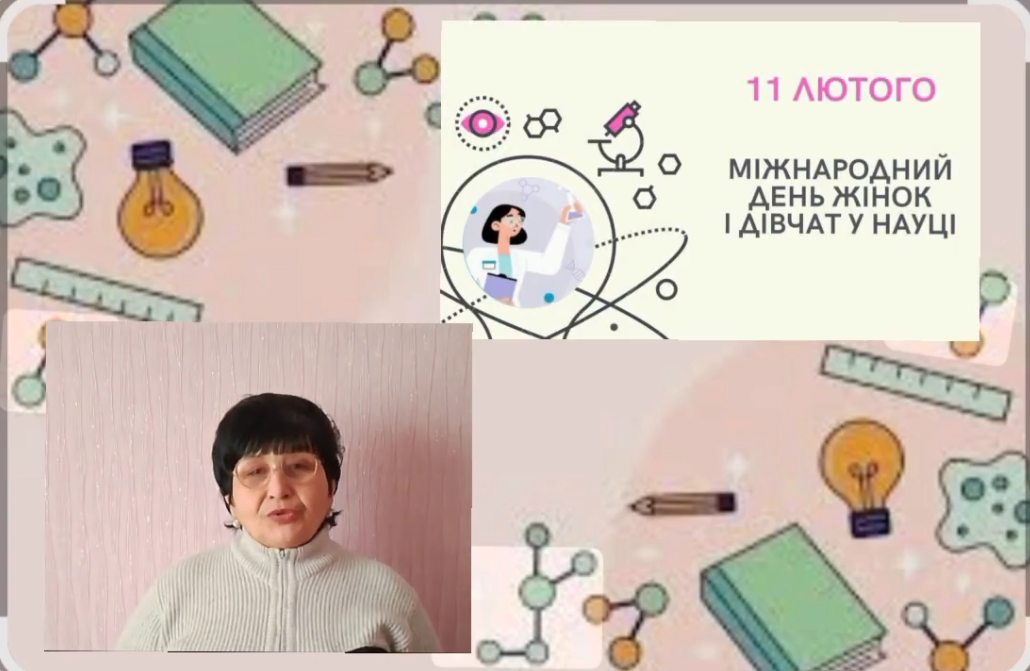 11 ЛЮТОГО
МІЖНАРОДНИЙ
ДЕНЬ ЖІНОК
І ДІВЧАТ У НАУЦІ